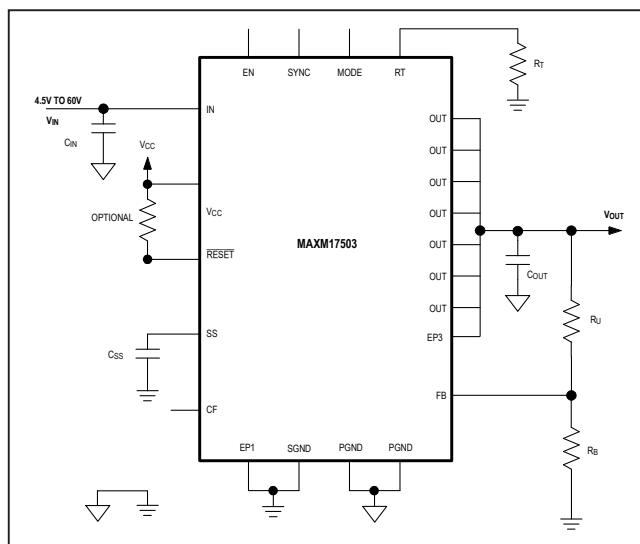 EN SYNC MODE RT
RT
4.5V TO 60V
VIN
CIN
IN
VCC
OPTIONAL
VCC
RESET
MAXM17503
OUT
OUT
OUT
OUT
OUT
OUT
OUT
EP3
VOUT
COUT
RU
SS
CSS
CF
FB
RB
EP1 SGND PGND PGND